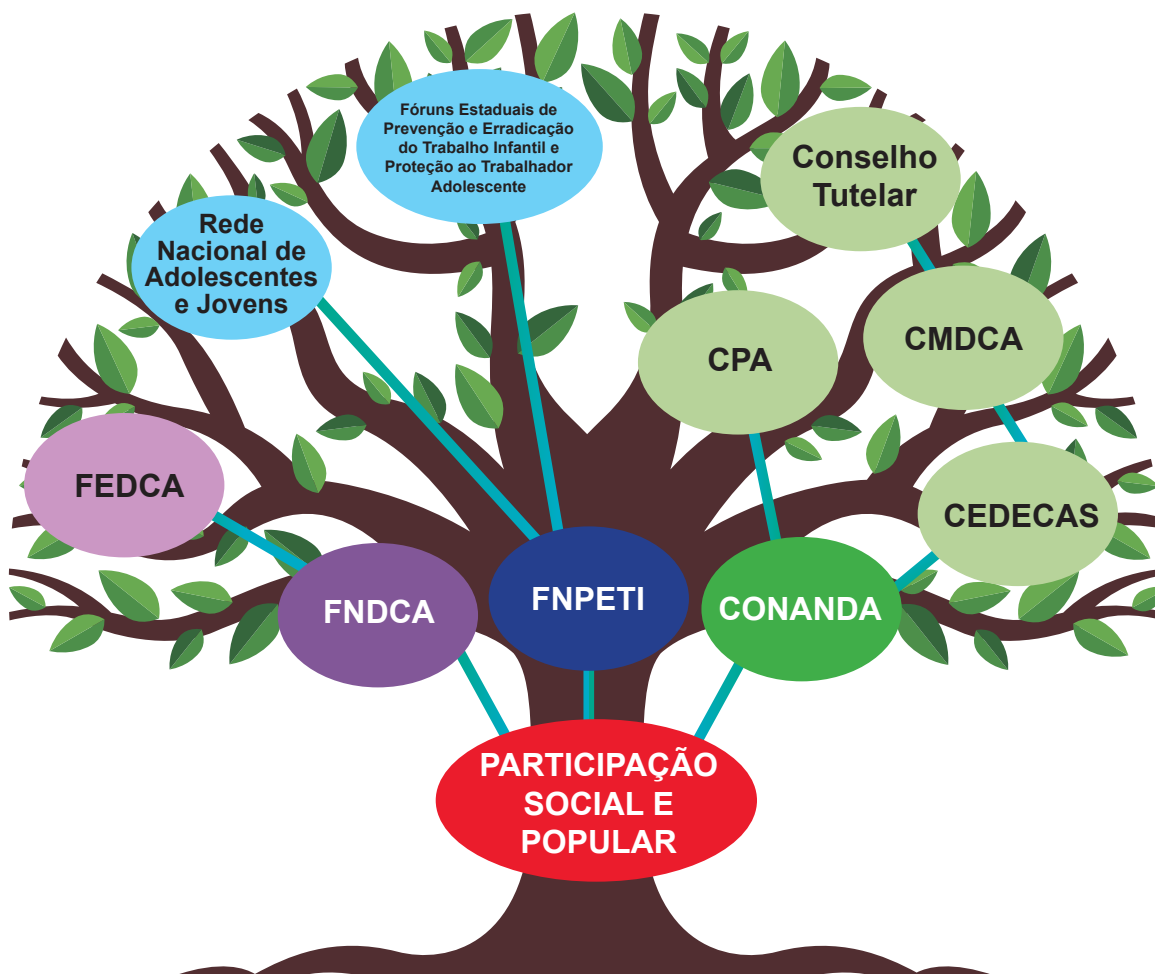 Fóruns Estaduais de
Prevenção e Erradicação
do Trabalho Infantil e
Proteção ao Trabalhador
Adolescente
Conselho
Tutelar
Rede
Nacional de
Adolescentes
e Jovens
CMDCA
CPA
FEDCA
CEDECAS
FNDCA
FNPETI
CONANDA
PARTICIPAÇÃO
SOCIAL E
POPULAR